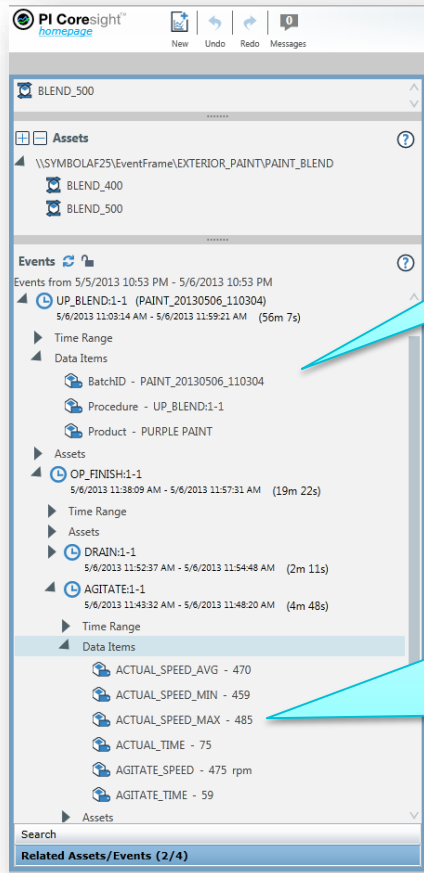 PI Coresight™
homepage
New Undo Redo 0 Messages
BLEND_500
Assets ?
\\SYMBOLAF25\EventFrame\EXTERIOR_PAINT\PAINT_BLEND
BLEND_400
BLEND_500
Events ?
Events from 5/5/2013 10:53 PM - 5/6/2013 10:53 PM
UP_BLEND:1-1 (PAINT_20130506_110304)
5/6/2013 11:03:14 AM - 5/6/2013 11:59:21 AM (56m 7s)
Time Range
Data Items
BatchID - PAINT_20130506_110304
Procedure - UP_BLEND:1-1
Product - PURPLE PAINT
Assets
OP_FINISH:1-1
5/6/2013 11:38:09 AM - 5/6/2013 11:57:31 AM (19m 22s)
Time Range
Assets
DRAIN:1-1
5/6/2013 11:52:37 AM - 5/6/2013 11:54:48 AM (2m 11s)
AGITATE:1-1
5/6/2013 11:43:32 AM - 5/6/2013 11:48:20 AM (4m 48s)
Time Range
Data Items
ACTUAL_SPEED_AVG - 470
ACTUAL_SPEED_MIN - 459
ACTUAL_SPEED_MAX - 485
ACTUAL_TIME - 75
AGITATE_SPEED - 475 rpm
AGITATE_TIME - 59
Assets
Search
Related Assets/Events (2/4)